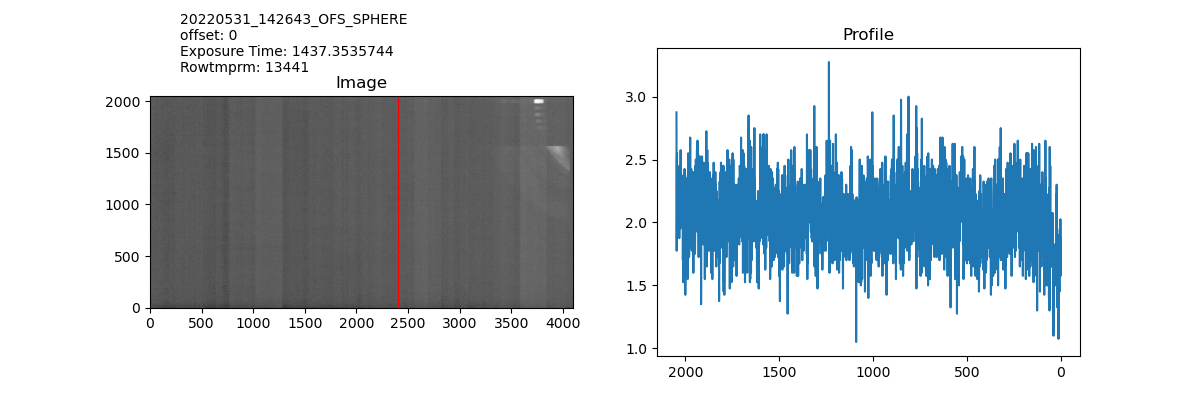 20220531_142643_OFS_SPHERE
offset: 0
Exposure Time: 1437.3535744
Rowtmprm: 13441
Image
2000
1500
1000
500
0
0 500 1000 1500 2000 2500 3000 3500 4000
Profile
3.0
2.5
2.0
1.5
1.0
2000 1500 1000 500 0